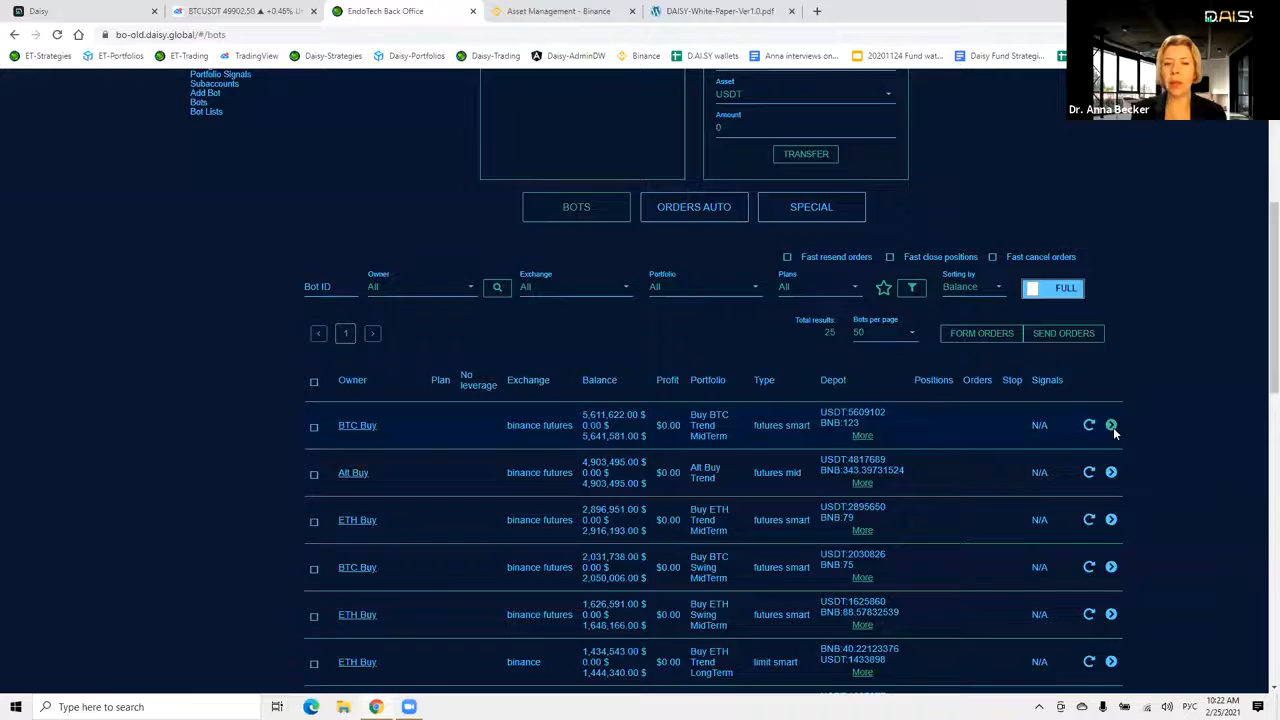 Daisy
BTCUSDT 49902.50 ▲ +0.46%
EndoTech Back Office
Asset Management - Binance
DAISY-White-Paper-Ver1.0.pdf
bo-old.daisy.global/#/bots
ET-Strategies
ET-Portfolios
ET-Trading
TradingView
Daisy-Strategies
Daisy-Portfolios
Daisy-Trading
Daisy-AdminDW
Binance
D.AI.SY wallets
Anna interviews on...
20201124 Fund wat...
Daisy Fund Strategi...
D.AISY
Dr. Anna Becker
Portfolio Signals
Subaccounts
Add Bot
Bots
Bot Lists
Asset
USDT
Amount
0
TRANSFER
BOTS
ORDERS AUTO
SPECIAL
Fast resend orders
Fast close positions
Fast cancel orders
Bot ID
Owner
All
Exchange
All
Portfolio
All
Plans
All
Sorting by
Balance
FULL
< 1 >
Total results:
25
Bots per page
50
FORM ORDERS
SEND ORDERS
Owner Plan No leverage Exchange Balance Profit Portfolio Type Depot Positions Orders Stop Signals
BTC Buy
binance futures
5,611,622.00 $
0.00 $
5,641,581.00 $
$0.00
Buy BTC
Trend
MidTerm
futures smart
USDT:5609102
BNB:123
More
N/A
Alt Buy
binance futures
4,903,495.00 $
0.00 $
4,903,495.00 $
$0.00
Alt Buy
Trend
futures mid
USDT:4817689
BNB:343.39731524
More
N/A
ETH Buy
binance futures
2,896,951.00 $
0.00 $
2,916,193.00 $
$0.00
Buy ETH
Trend
MidTerm
futures smart
USDT:2895650
BNB:79
More
N/A
BTC Buy
binance futures
2,031,738.00 $
0.00 $
2,050,006.00 $
$0.00
Buy BTC
Swing
MidTerm
futures smart
USDT:2030826
BNB:75
More
N/A
ETH Buy
binance futures
1,626,591.00 $
0.00 $
1,648,166.00 $
$0.00
Buy ETH
Swing
MidTerm
futures smart
USDT:1625860
BNB:88.57832539
More
N/A
ETH Buy
binance
1,434,543.00 $
0.00 $
1,444,340.00 $
$0.00
Buy ETH
Trend
LongTerm
limit smart
BNB:40.22123376
USDT:1433898
More
N/A
Type here to search
РУС
10:22 AM
2/25/2021